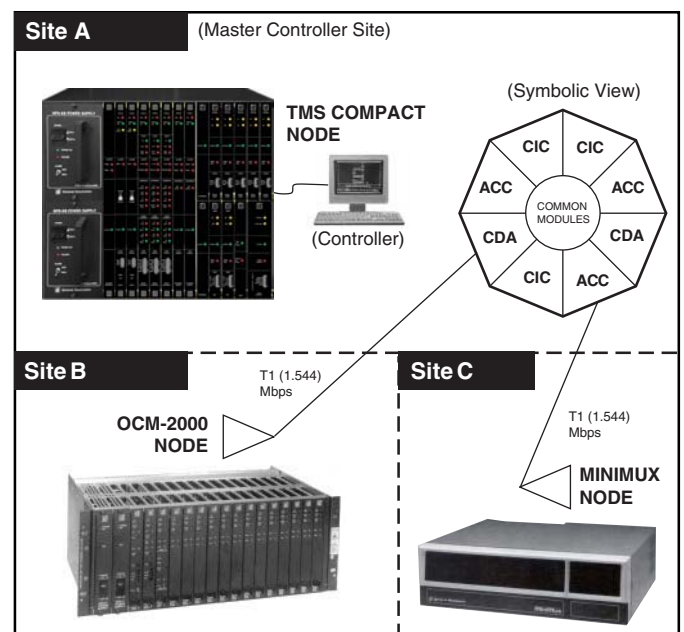 Site A
(Master Controller Site)
TMS COMPACT
NODE
(Controller)
(Symbolic View)
CIC
CIC
ACC
ACC
COMMON
MODULES
CDA
CDA
CIC
ACC
Site B
T1 (1.544)
Mbps
OCM-2000
NODE
Site C
T1 (1.544)
Mbps
MINIMUX
NODE